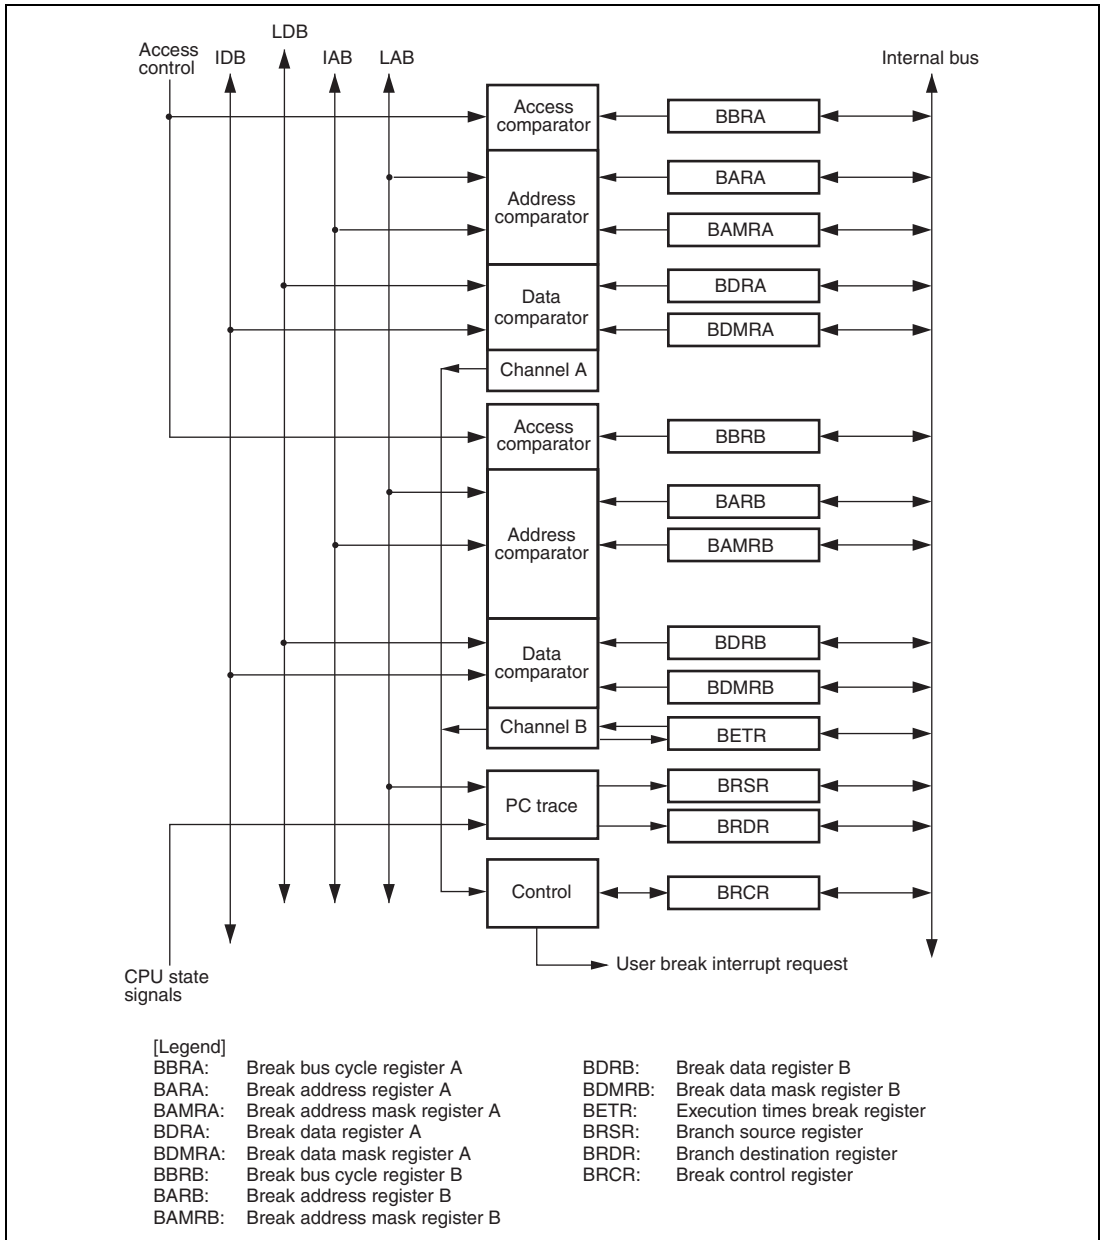 LDB
Access
control
IDB
IAB
LAB
Internal bus
Access
comparator
BBRA
BARA
Address
comparator
BAMRA
BDRA
Data
comparator
BDMRA
Channel A
Access
comparator
BBRB
BARB
Address
comparator
BAMRB
BDRB
Data
comparator
BDMRB
Channel B
BETR
BRSR
PC trace
BRDR
Control
BRCR
User break interrupt request
CPU state
signals
[Legend]
BBRA: Break bus cycle register A
BARA: Break address register A
BAMRA: Break address mask register A
BDRA: Break data register A
BDMRA: Break data mask register A
BBRB: Break bus cycle register B
BARB: Break address register B
BAMRB: Break address mask register B
BDRB: Break data register B
BDMRB: Break data mask register B
BETR: Execution times break register
BRSR: Branch source register
BRDR: Branch destination register
BRCR: Break control register